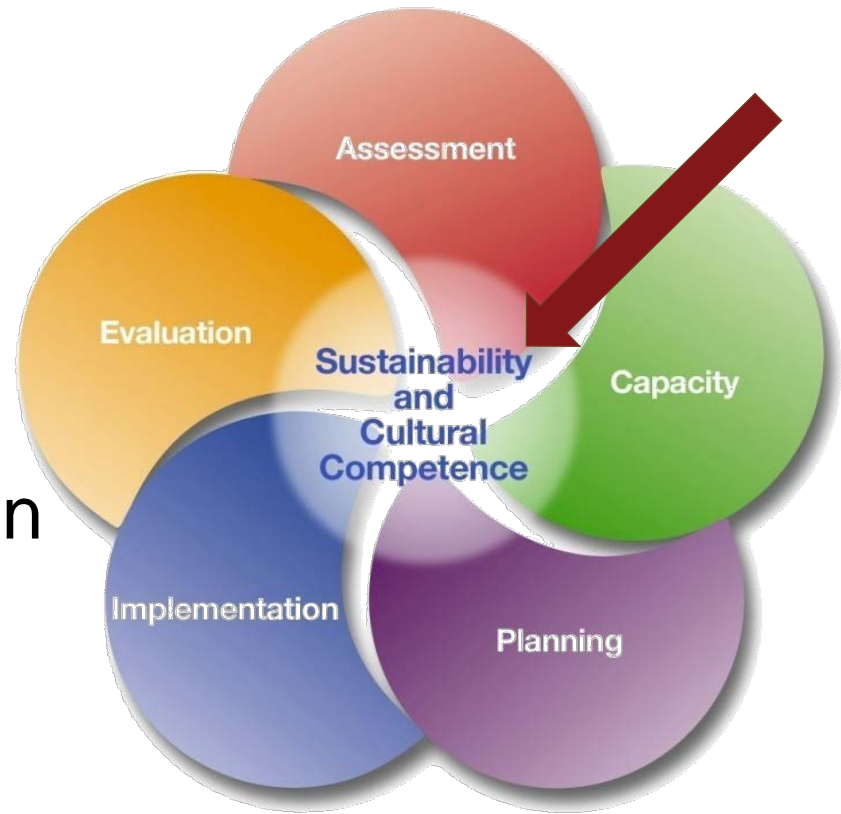 Assessment
Evaluation
Capacity
Sustainability
and
Cultural
Competence
n
Implementation
Planning